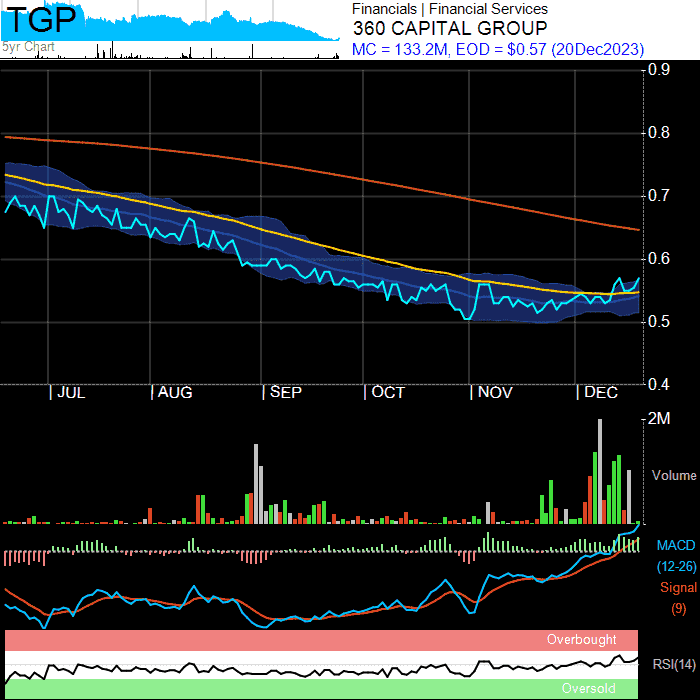 TGP
5yr Chart
Financials | Financial Services
360 CAPITAL GROUP
MC = 133.2M, EOD = $0.57 (20Dec2023)
0.9
0.8
0.7
0.6
0.5
0.4
| JUL | AUG | SEP | OCT | NOV | DEC
2M
Volume
MACD
(12-26)
Signal
(9)
Overbought
RSI(14)
Oversold